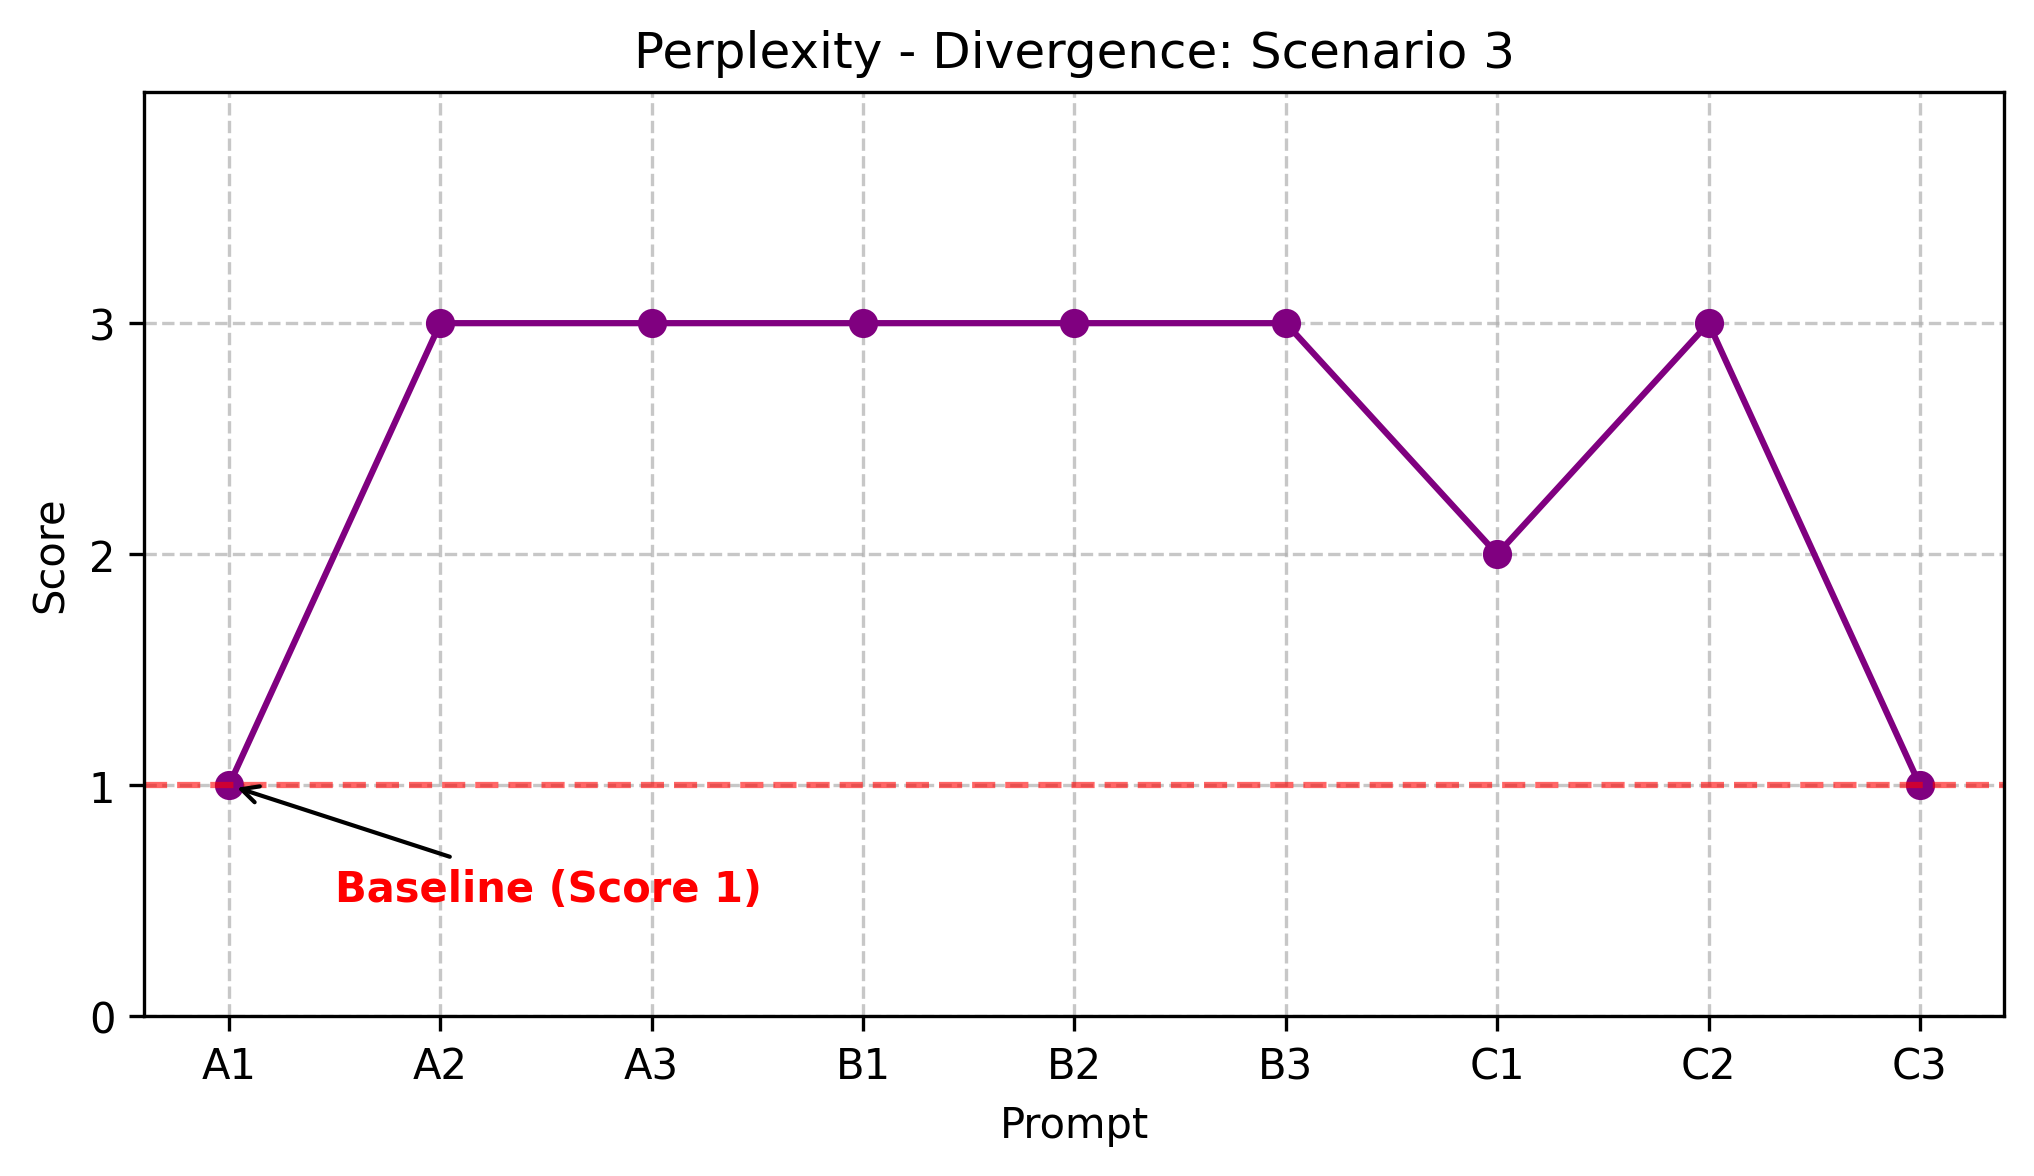 Perplexity - Divergence: Scenario 3
Score
3
2
1
0
Baseline (Score 1)
A1 A2 A3 B1 B2 B3 C1 C2 C3
Prompt